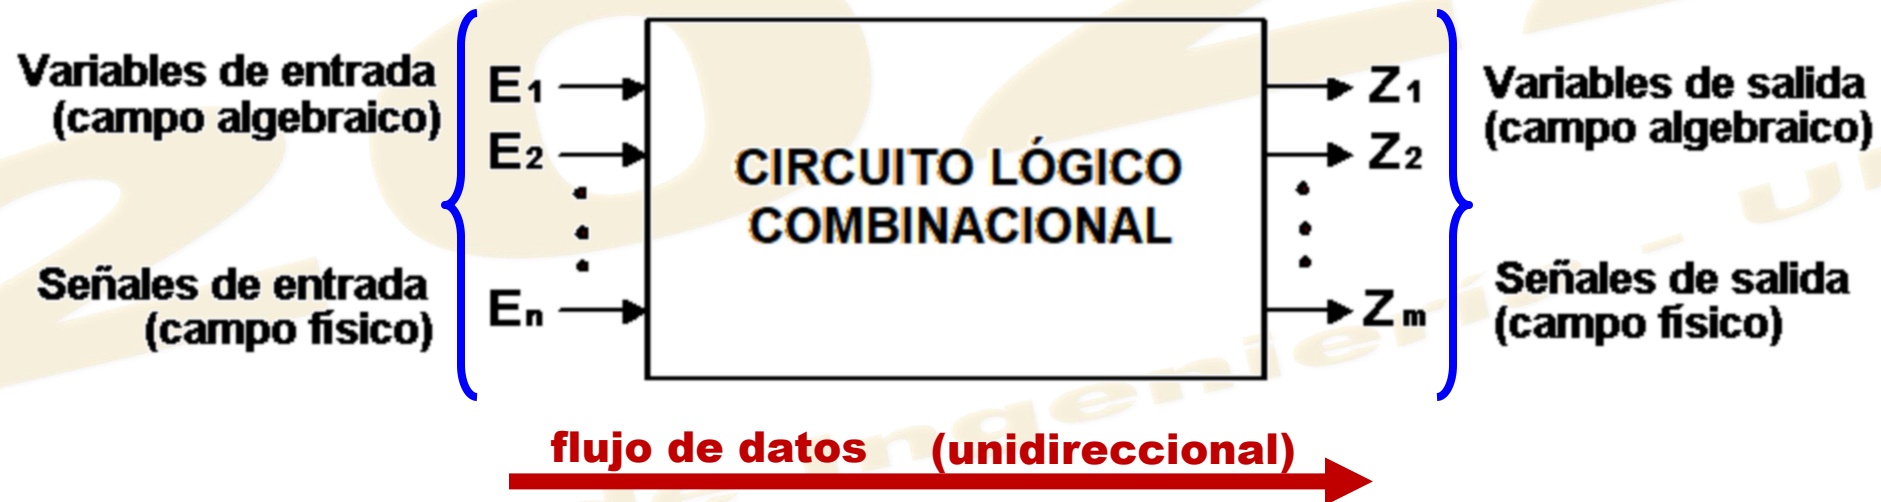 Variables de entrada
(campo algebraico)
Señales de entrada
(campo físico)
E1
E2
En
CIRCUITO LÓGICO
COMBINACIONAL
Z1
Z2
Zm
Variables de salida
(campo algebraico)
Señales de salida
(campo físico)
flujo de datos (unidireccional)